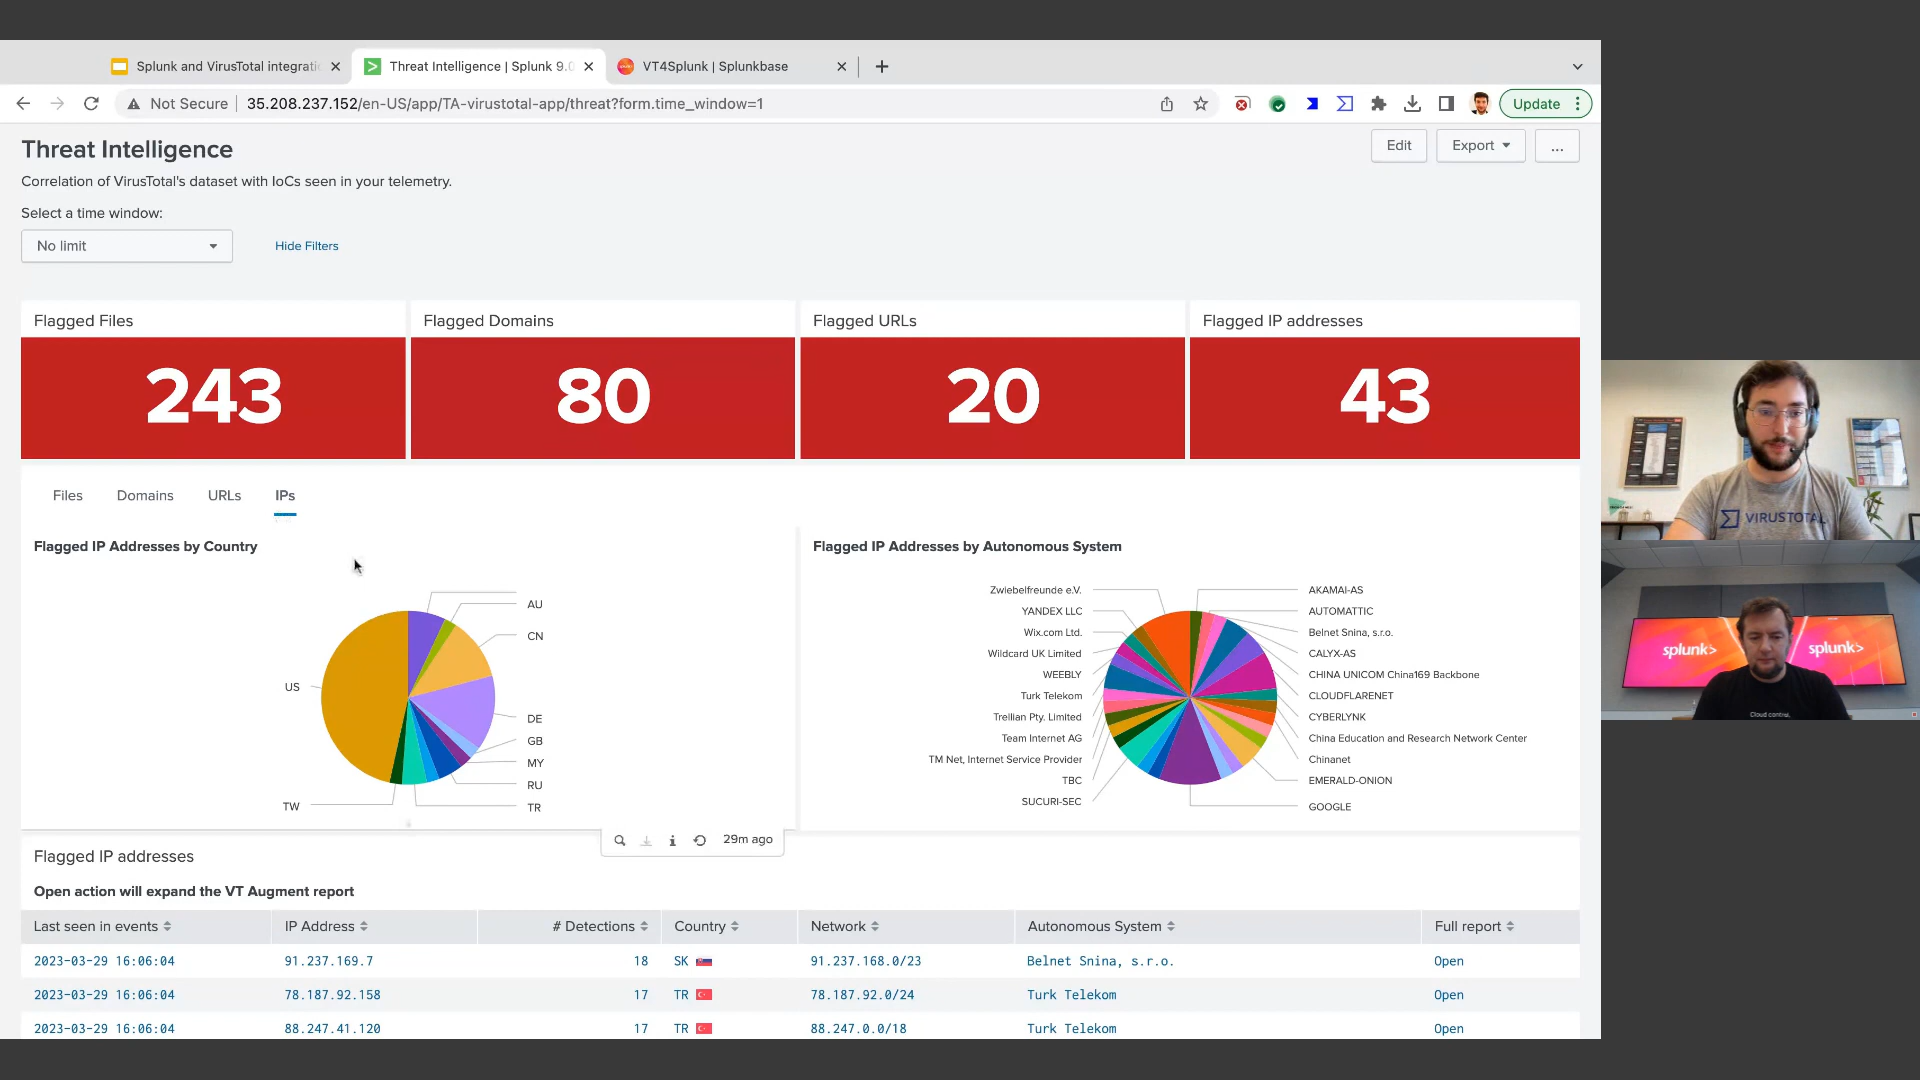 Splunk and VirusTotal integrati
Threat Intelligence | Splunk 9.0
VT4Splunk | Splunkbase
Not Secure
35.208.237.152/en-US/app/TA-virustotal-app/threat?form.time_window=1
Update
Threat Intelligence
Edit
Export
...
Correlation of VirusTotal's dataset with IoCs seen in your telemetry.
Select a time window:
No limit
Hide Filters
Flagged Files
Flagged Domains
Flagged URLs
Flagged IP addresses
243
80
20
43
Files
Domains
URLs
IPs
Flagged IP Addresses by Country
AU
CN
US
DE
GB
MY
RU
TW
TR
Flagged IP Addresses by Autonomous System
Zwiebelfreunde e.V.
YANDEX LLC
Wix.com Ltd.
Wildcard UK Limited
WEEBLY
Turk Telekom
Trellian Pty. Limited
Team Internet AG
TM Net, Internet Service Provider
TBC
SUCURI-SEC
AKAMAI-AS
AUTOMATTIC
Belnet Snina, s.r.o.
CALYX-AS
CHINA UNICOM China169 Backbone
CLOUDFLARENET
CYBERLYNK
China Education and Research Network Center
Chinanet
EMERALD-ONION
GOOGLE
29m ago
Flagged IP addresses
Open action will expand the VT Augment report
Last seen in events IP Address # Detections Country Network Autonomous System Full report
2023-03-29 16:06:04 91.237.169.7 18 SK 91.237.168.0/23 Belnet Snina, s.r.o. Open
2023-03-29 16:06:04 78.187.92.158 17 TR 78.187.92.0/24 Turk Telekom Open
2023-03-29 16:06:04 88.247.41.120 17 TR 88.247.0.0/18 Turk Telekom Open
VIRUSTOTAL
splunk>
splunk>
Cloud control,